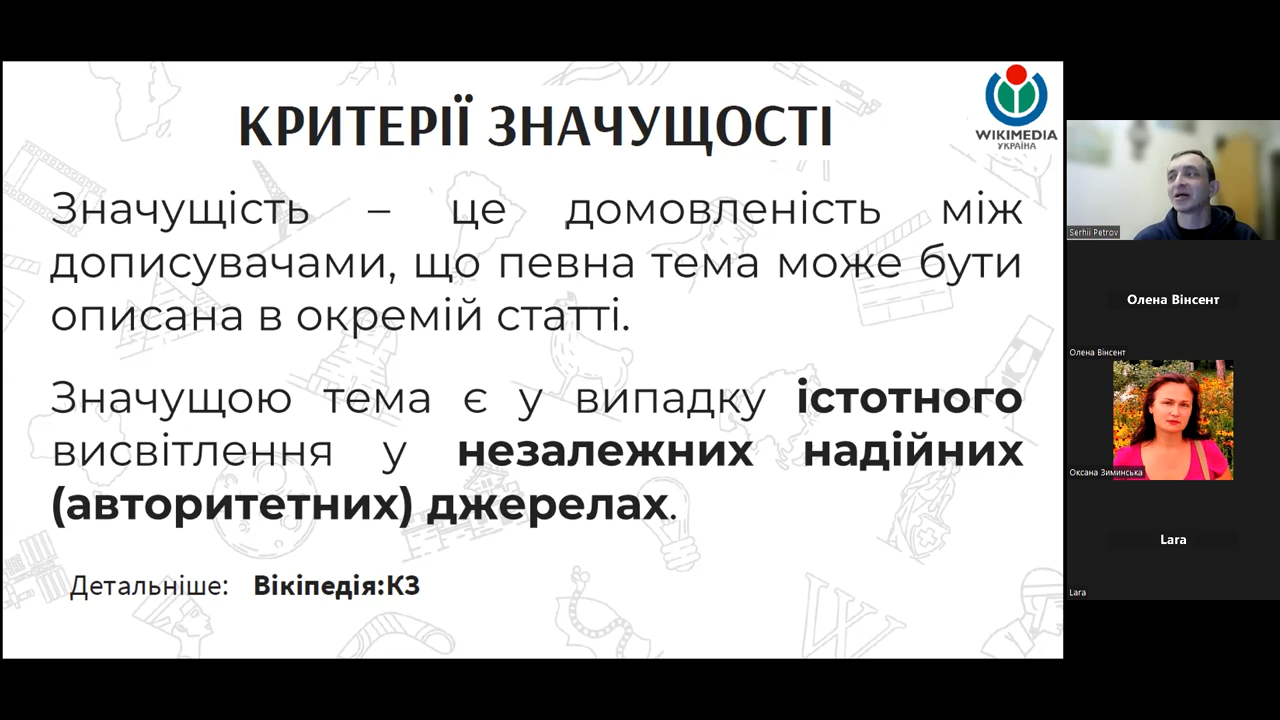 КРИТЕРІЇ ЗНАЧУЩОСТІ
WIKIMEDIA
УКРАЇНА
Значущість – це домовленість між
дописувачами, що певна тема може бути
описана в окремій статті.
Значущою тема є у випадку істотного
висвітлення у незалежних надійних
(авторитетних) джерелах.
Детальніше: Вікіпедія:КЗ
Serhii Petrov
Олена Вінсент
Олена Вінсент
Оксана Зиминська
Lara
Lara